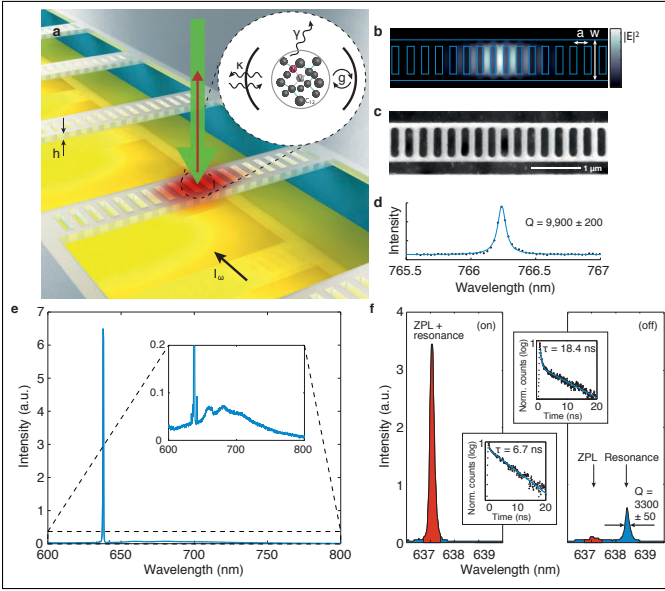 a
κ
γ
g
C-12
h
Iω
b
a w
|E|²
c
1 µm
d
Intensity
Q = 9,900 ± 200
765.5 766 766.5 767
Wavelength (nm)
e
Intensity (a.u.)
7
6
5
4
3
2
1
0
0.2
0.1
0
600 700 800
600 650 700 750 800
Wavelength (nm)
f
Intensity (a.u.)
4
3
2
1
0
ZPL +
resonance
(on)
(off)
Norm. counts (log)
1
τ = 18.4 ns
0 10 20
Time (ns)
Norm. counts (log)
1
τ = 6.7 ns
0 10 20
Time (ns)
ZPL Resonance
Q =
3300
± 50
637 638 639
637 638 639
Wavelength (nm)